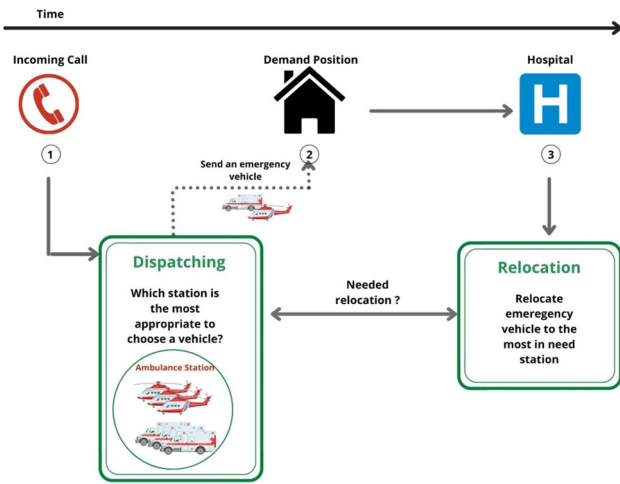 Time
Incoming Call
Demand Position
Hospital
H
1
2
3
Send an emergency
vehicle
Dispatching
Which station is
the most
appropriate to
choose a vehicle?
Ambulance Station
Needed
relocation ?
Relocation
Relocate
emeregency
vehicle to the
most in need
station